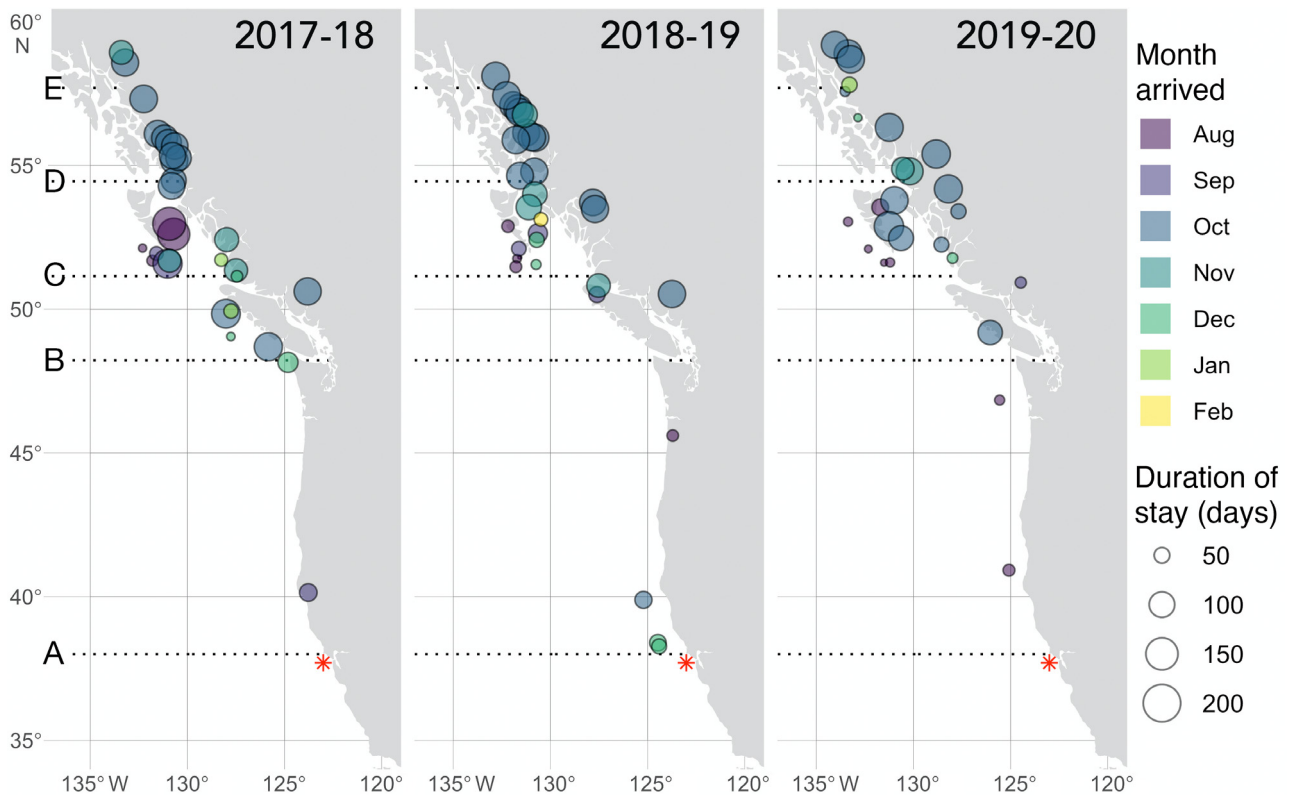 2017-18
2018-19
2019-20
60°
N
55°
50°
45°
40°
35°
E
D
C
B
A
135° W 130° 125° 120°
135° W 130° 125° 120°
135° W 130° 125° 120°
Month
arrived
Aug
Sep
Oct
Nov
Dec
Jan
Feb
Duration of
stay (days)
50
100
150
200